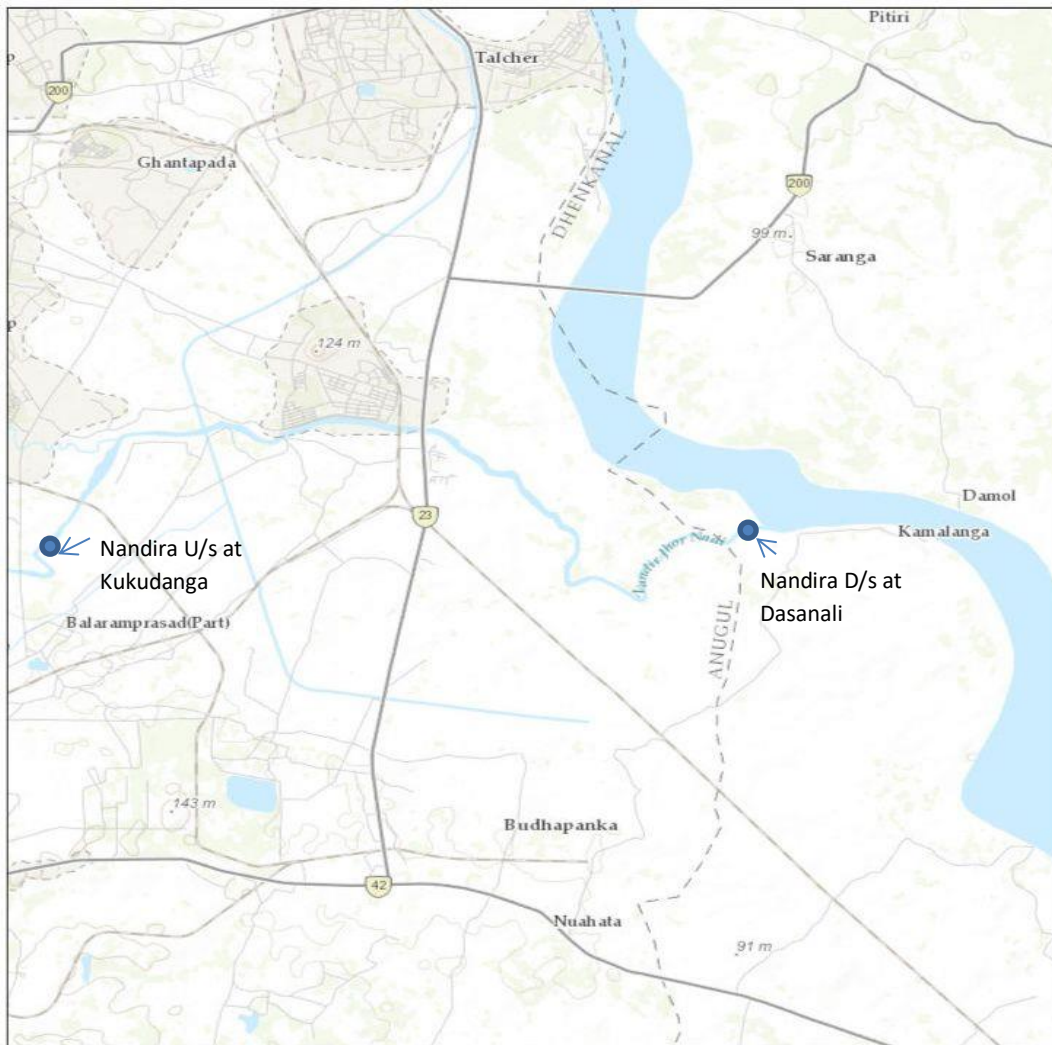 Pitiri
Talcher
200
Ghantapada
DHENKANAL
200
99 m
Saranga
124 m
Damol
23
Kamalanga
Nandira U/s at
Kukudanga
Nandira D/s at
Dasanali
Balaramprasad(Part)
ANUGUL
143 m
Budhapanka
42
Nuahata
91 m